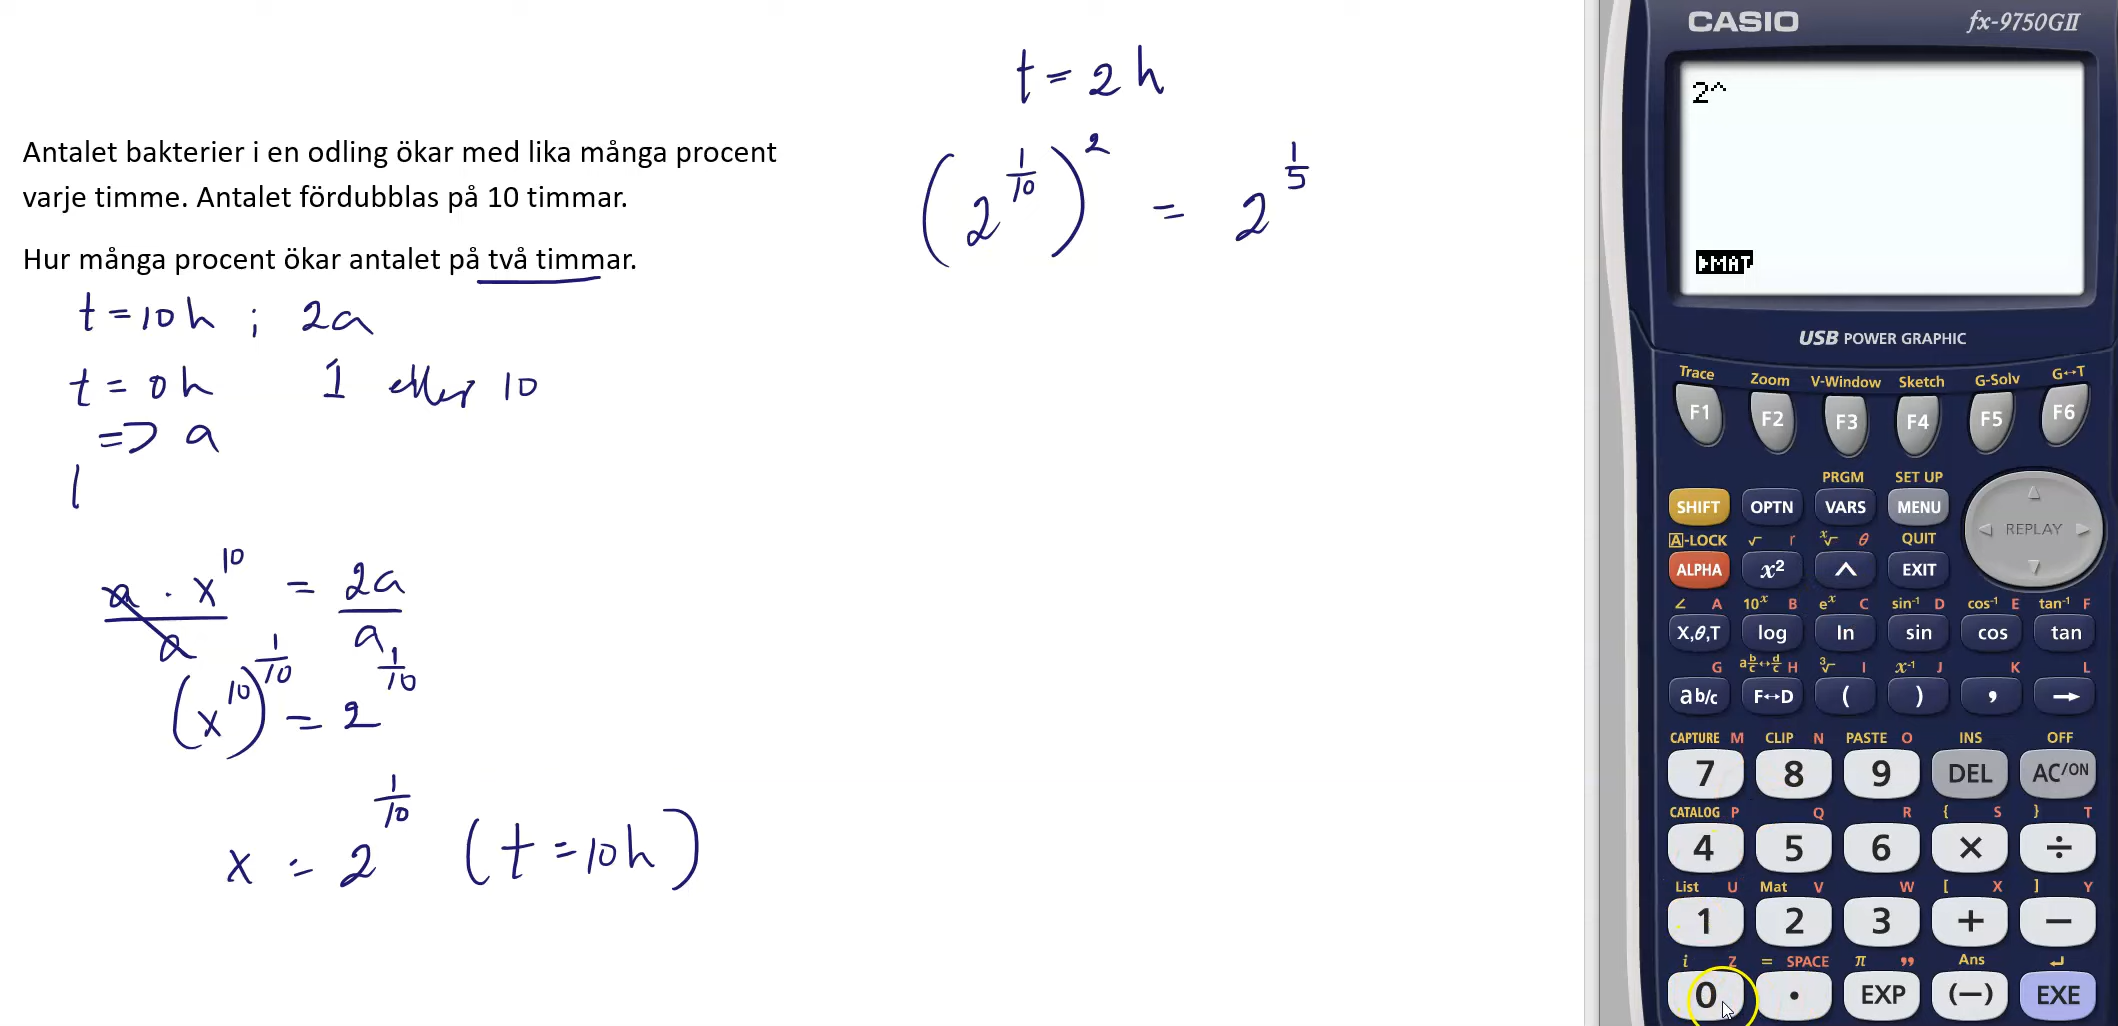 Antalet bakterier i en odling ökar med lika många procent
varje timme. Antalet fördubblas på 10 timmar.
Hur många procent ökar antalet på två timmar.
t = 10 h ; 2a
t = 0 h 1 eller 10
=> a
a · x^10 / a = 2a / a
(x^10)^1/10 = 2^1/10
x = 2^1/10 (t = 10h)
t = 2 h
(2^1/10)^2 = 2^1/5
CASIO fx-9750GII
2^
▶MAT
USB POWER GRAPHIC
Trace Zoom V-Window Sketch G-Solv G↔T
F1 F2 F3 F4 F5 F6
PRGM SET UP
SHIFT OPTN VARS MENU
REPLAY
A-LOCK √ r ˣ√ θ QUIT
ALPHA x² ^ EXIT
∠ A 10ˣ B eˣ C sin⁻¹ D cos⁻¹ E tan⁻¹ F
X,θ,T log ln sin cos tan
G a b/c↔d/c H ³√ I x⁻¹ J K L
a b/c F↔D ( ) , →
CAPTURE M CLIP N PASTE O INS OFF
7 8 9 DEL AC/ON
CATALOG P Q R { S } T
4 5 6 × ÷
List U Mat V W [ X ] Y
1 2 3 + −
i Z = SPACE π " Ans ↵
0 . EXP (−) EXE